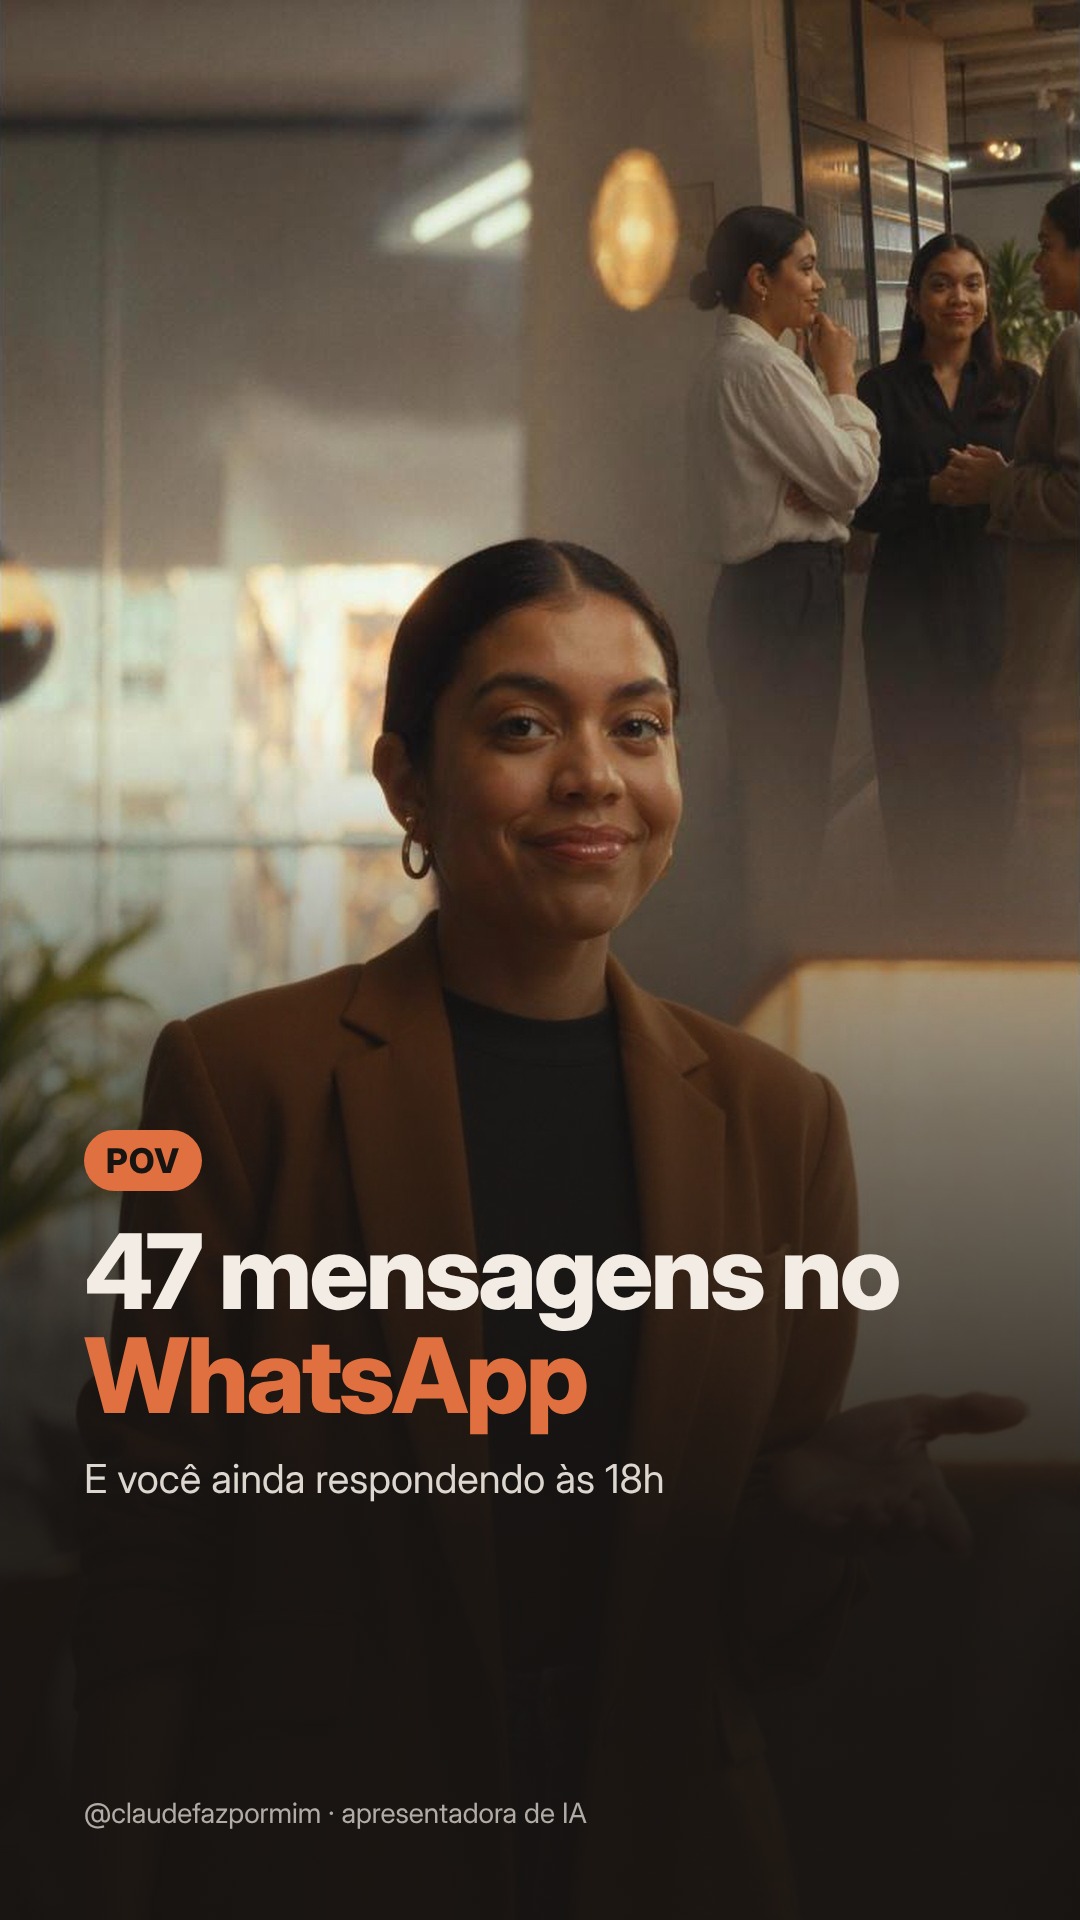 POV
47 mensagens no
WhatsApp
E você ainda respondendo às 18h
@claudefazpormim · apresentadora de IA